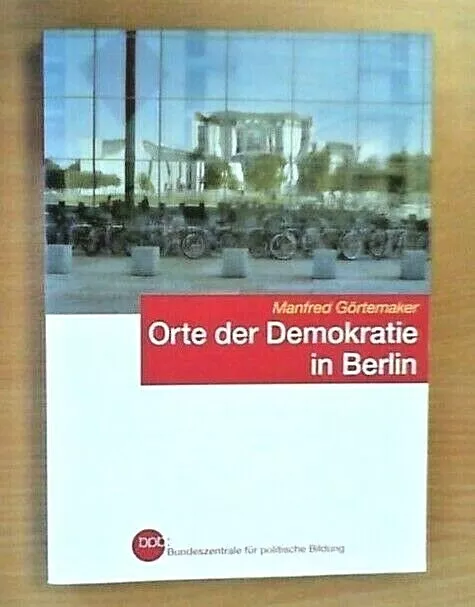 Manfred Görtemaker
Orte der Demokratie
in Berlin
bpb:
Bundeszentrale für politische Bildung